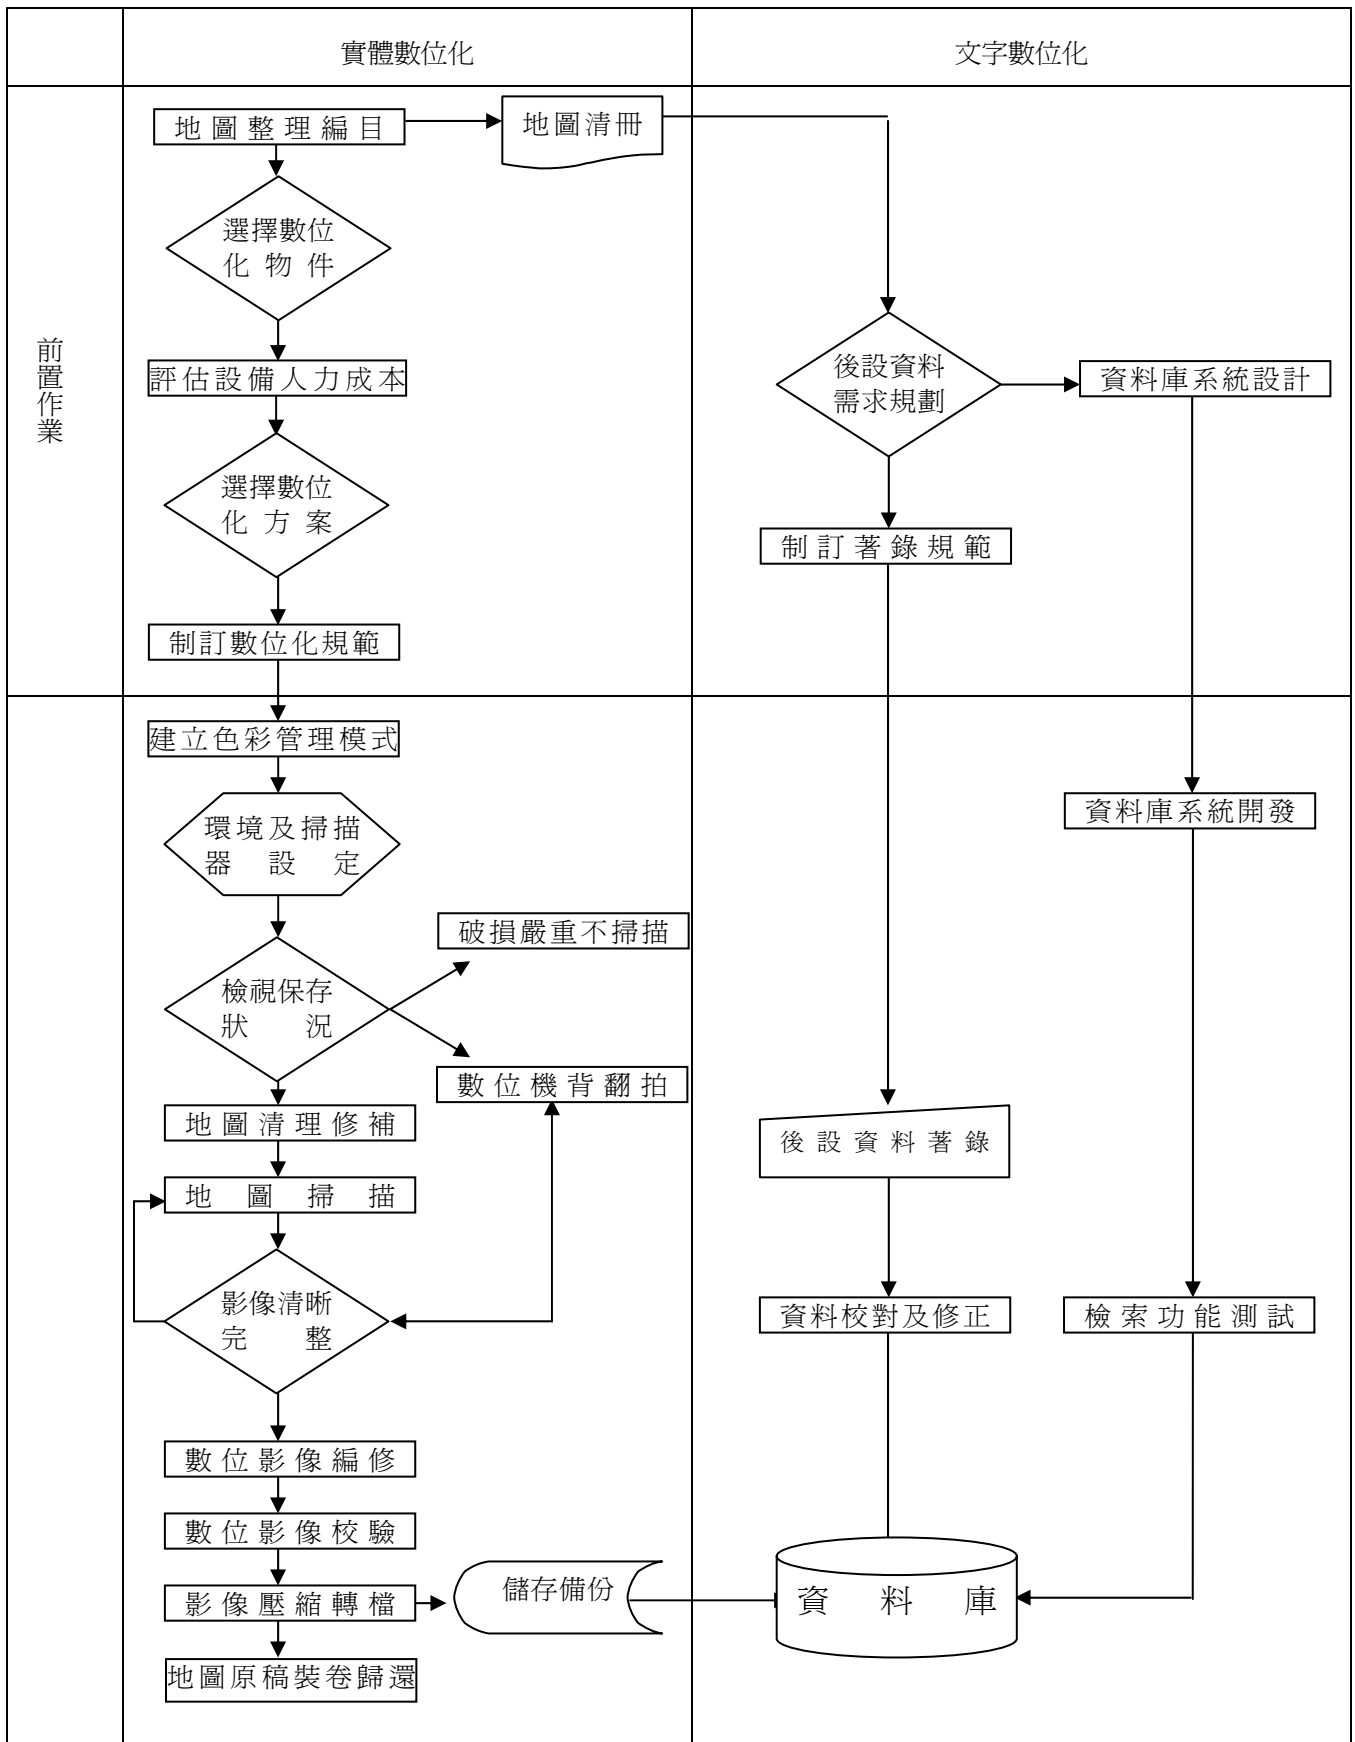 實體數位化
文字數位化
前置作業
地圖整理編目
地圖清冊
選擇數位
化物件
評估設備人力成本
選擇數位
化方案
制訂數位化規範
後設資料
需求規劃
資料庫系統設計
制訂著錄規範
建立色彩管理模式
環境及掃描
器設定
檢視保存
狀況
破損嚴重不掃描
數位機背翻拍
地圖清理修補
地圖掃描
影像清晰
完整
數位影像編修
數位影像校驗
影像壓縮轉檔
地圖原稿裝卷歸還
儲存備份
資料庫系統開發
後設資料著錄
資料校對及修正
檢索功能測試
資料庫